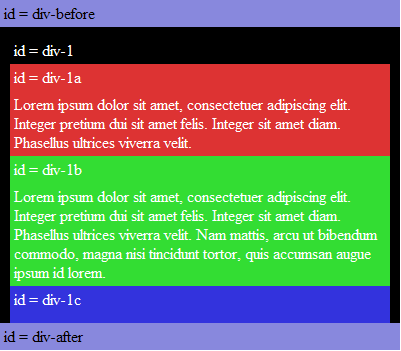 id = div-before
id = div-1
id = div-1a
Lorem ipsum dolor sit amet, consectetuer adipiscing elit.
Integer pretium dui sit amet felis. Integer sit amet diam.
Phasellus ultrices viverra velit.
id = div-1b
Lorem ipsum dolor sit amet, consectetuer adipiscing elit.
Integer pretium dui sit amet felis. Integer sit amet diam.
Phasellus ultrices viverra velit. Nam mattis, arcu ut bibendum
commodo, magna nisi tincidunt tortor, quis accumsan augue
ipsum id lorem.
id = div-1c
id = div-after